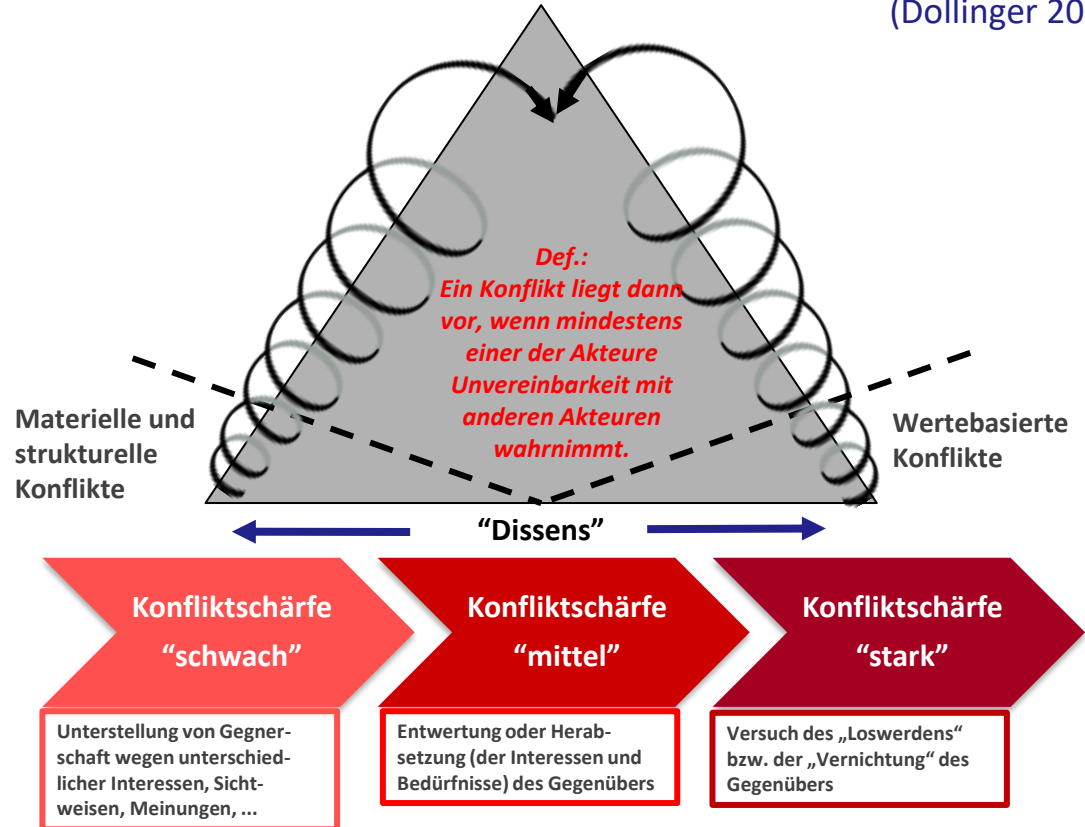 (Dollinger 20
Def.:
Ein Konflikt liegt dann
vor, wenn mindestens
einer der Akteure
Unvereinbarkeit mit
anderen Akteuren
wahrnimmt.
Materielle und
strukturelle
Konflikte
Wertebasierte
Konflikte
“Dissens”
Konfliktschärfe
“schwach”
Konfliktschärfe
“mittel”
Konfliktschärfe
“stark”
Unterstellung von Gegner-
schaft wegen unterschied-
licher Interessen, Sicht-
weisen, Meinungen, ...
Entwertung oder Herab-
setzung (der Interessen und
Bedürfnisse) des Gegenübers
Versuch des „Loswerdens“
bzw. der „Vernichtung“ des
Gegenübers